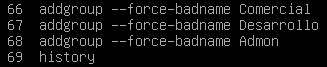 66 addgroup --force-badname Comercial
67 addgroup --force-badname Desarrollo
68 addgroup --force-badname Admon
69 history